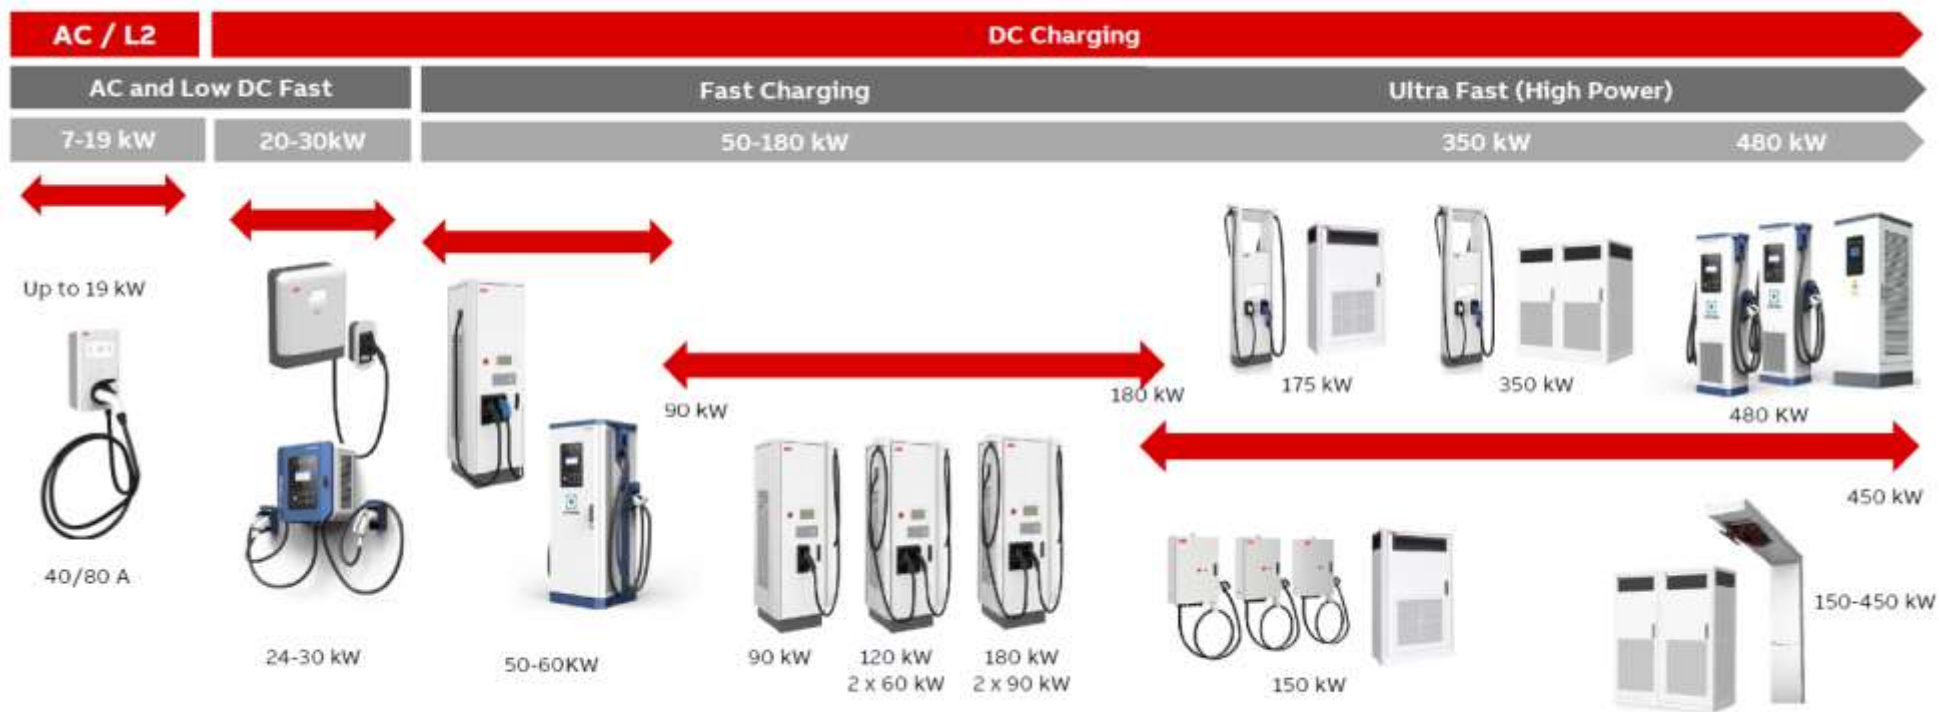 AC / L2
DC Charging
AC and Low DC Fast
Fast Charging
Ultra Fast (High Power)
7-19 kW
20-30kW
50-180 kW
350 kW
480 kW
Up to 19 kW
40/80 A
24-30 kW
50-60KW
90 kW
180 kW
90 kW
120 kW
2 x 60 kW
180 kW
2 x 90 kW
175 kW
350 kW
480 KW
450 kW
150 kW
150-450 kW